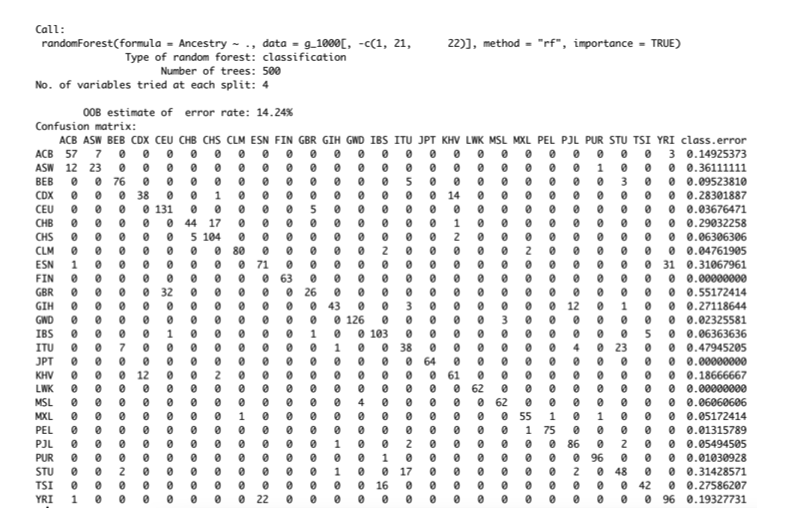 Call:
randomForest(formula = Ancestry ~ ., data = g_1000[, -c(1, 21, 22)], method = "rf", importance = TRUE)
Type of random forest: classification
Number of trees: 500
No. of variables tried at each split: 4
OOB estimate of error rate: 14.24%
Confusion matrix:
ACB ASW BEB CDX CEU CHB CHS CLM ESN FIN GBR GIH GWD IBS ITU JPT KHV LWK MSL MXL PEL PJL PUR STU TSI YRI class.error
ACB 57 7 0 0 0 0 0 0 0 0 0 0 0 0 0 0 0 0 0 0 0 0 0 0 0 3 0.14925373
ASW 12 23 0 0 0 0 0 0 0 0 0 0 0 0 0 0 0 0 0 0 0 0 1 0 0 0 0.36111111
BEB 0 0 76 0 0 0 0 0 0 0 0 0 0 0 5 0 0 0 0 0 0 0 0 3 0 0 0.09523810
CDX 0 0 0 38 0 0 1 0 0 0 0 0 0 0 0 0 14 0 0 0 0 0 0 0 0 0 0.28301887
CEU 0 0 0 0 131 0 0 0 0 0 5 0 0 0 0 0 0 0 0 0 0 0 0 0 0 0 0.03676471
CHB 0 0 0 0 0 44 17 0 0 0 0 0 0 0 0 0 1 0 0 0 0 0 0 0 0 0 0.29032258
CHS 0 0 0 0 0 5 104 0 0 0 0 0 0 0 0 0 2 0 0 0 0 0 0 0 0 0 0.06306306
CLM 0 0 0 0 0 0 0 80 0 0 0 0 0 2 0 0 0 0 0 2 0 0 0 0 0 0 0.04761905
ESN 1 0 0 0 0 0 0 0 71 0 0 0 0 0 0 0 0 0 0 0 0 0 0 0 0 31 0.31067961
FIN 0 0 0 0 0 0 0 0 0 63 0 0 0 0 0 0 0 0 0 0 0 0 0 0 0 0 0.00000000
GBR 0 0 0 0 32 0 0 0 0 0 26 0 0 0 0 0 0 0 0 0 0 0 0 0 0 0 0.55172414
GIH 0 0 0 0 0 0 0 0 0 0 0 43 0 0 3 0 0 0 0 0 0 12 0 1 0 0 0.27118644
GWD 0 0 0 0 0 0 0 0 0 0 0 0 126 0 0 0 0 0 3 0 0 0 0 0 0 0 0.02325581
IBS 0 0 0 0 1 0 0 0 0 0 1 0 0 103 0 0 0 0 0 0 0 0 0 0 5 0 0.06363636
ITU 0 0 7 0 0 0 0 0 0 0 0 1 0 0 38 0 0 0 0 0 0 4 0 23 0 0 0.47945205
JPT 0 0 0 0 0 0 0 0 0 0 0 0 0 0 0 64 0 0 0 0 0 0 0 0 0 0 0.00000000
KHV 0 0 0 12 0 0 2 0 0 0 0 0 0 0 0 0 61 0 0 0 0 0 0 0 0 0 0.18666667
LWK 0 0 0 0 0 0 0 0 0 0 0 0 0 0 0 0 0 62 0 0 0 0 0 0 0 0 0.00000000
MSL 0 0 0 0 0 0 0 0 0 0 0 0 4 0 0 0 0 0 62 0 0 0 0 0 0 0 0.06060606
MXL 0 0 0 0 0 0 0 1 0 0 0 0 0 0 0 0 0 0 0 55 1 0 1 0 0 0 0.05172414
PEL 0 0 0 0 0 0 0 0 0 0 0 0 0 0 0 0 0 0 0 1 75 0 0 0 0 0 0.01315789
PJL 0 0 0 0 0 0 0 0 0 0 0 1 0 0 2 0 0 0 0 0 0 86 0 2 0 0 0.05494505
PUR 0 0 0 0 0 0 0 0 0 0 0 0 0 1 0 0 0 0 0 0 0 0 96 0 0 0 0.01030928
STU 0 0 2 0 0 0 0 0 0 0 0 1 0 0 17 0 0 0 0 0 0 2 0 48 0 0 0.31428571
TSI 0 0 0 0 0 0 0 0 0 0 0 0 0 16 0 0 0 0 0 0 0 0 0 0 42 0 0.27586207
YRI 1 0 0 0 0 0 0 0 22 0 0 0 0 0 0 0 0 0 0 0 0 0 0 0 0 96 0.19327731